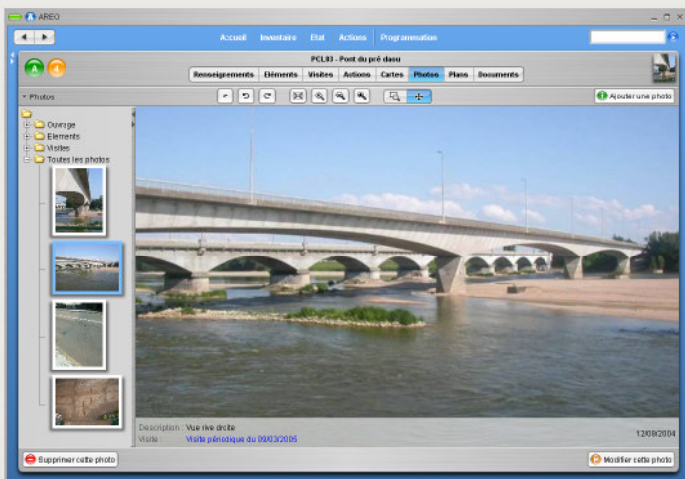 AREO
Accueil Inventaire Etat Actions Programmation
PCL83 - Pont du pré daou
Renseignements Eléments Visites Actions Cartes Photos Plans Documents
Photos
Ajouter une photo
Ouvrage
Elements
Visites
Toutes les photos
Description : Vue rive droite
Visite : Visite périodique du 09/03/2005
12/08/2004
Supprimer cette photo
Modifier cette photo